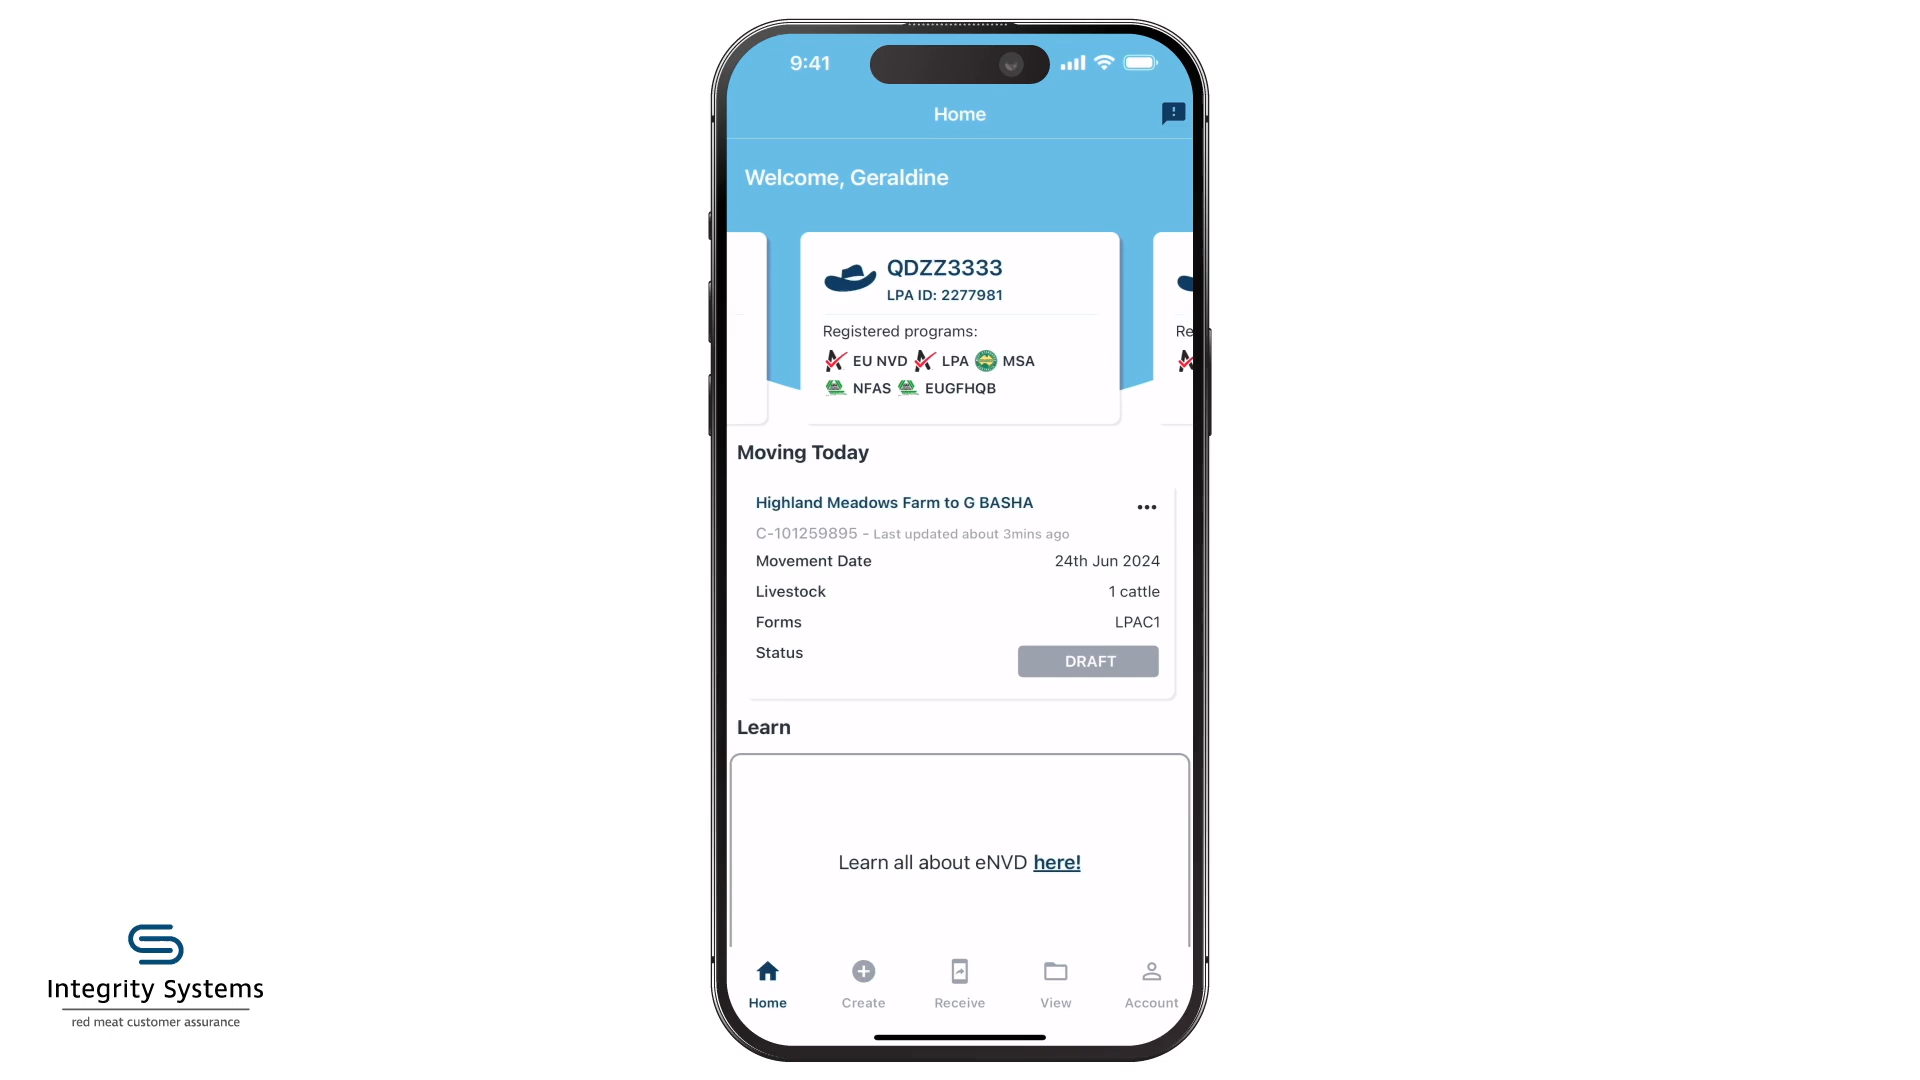 9:41
Home
Welcome, Geraldine
QDZZ3333
LPA ID: 2277981
Registered programs:
EU NVD LPA MSA
NFAS EUGFHQB
Re
Moving Today
Highland Meadows Farm to G BASHA
C-101259895 - Last updated about 3mins ago
Movement Date 24th Jun 2024
Livestock 1 cattle
Forms LPAC1
Status DRAFT
Learn
Learn all about eNVD here!
Home Create Receive View Account
Integrity Systems
red meat customer assurance